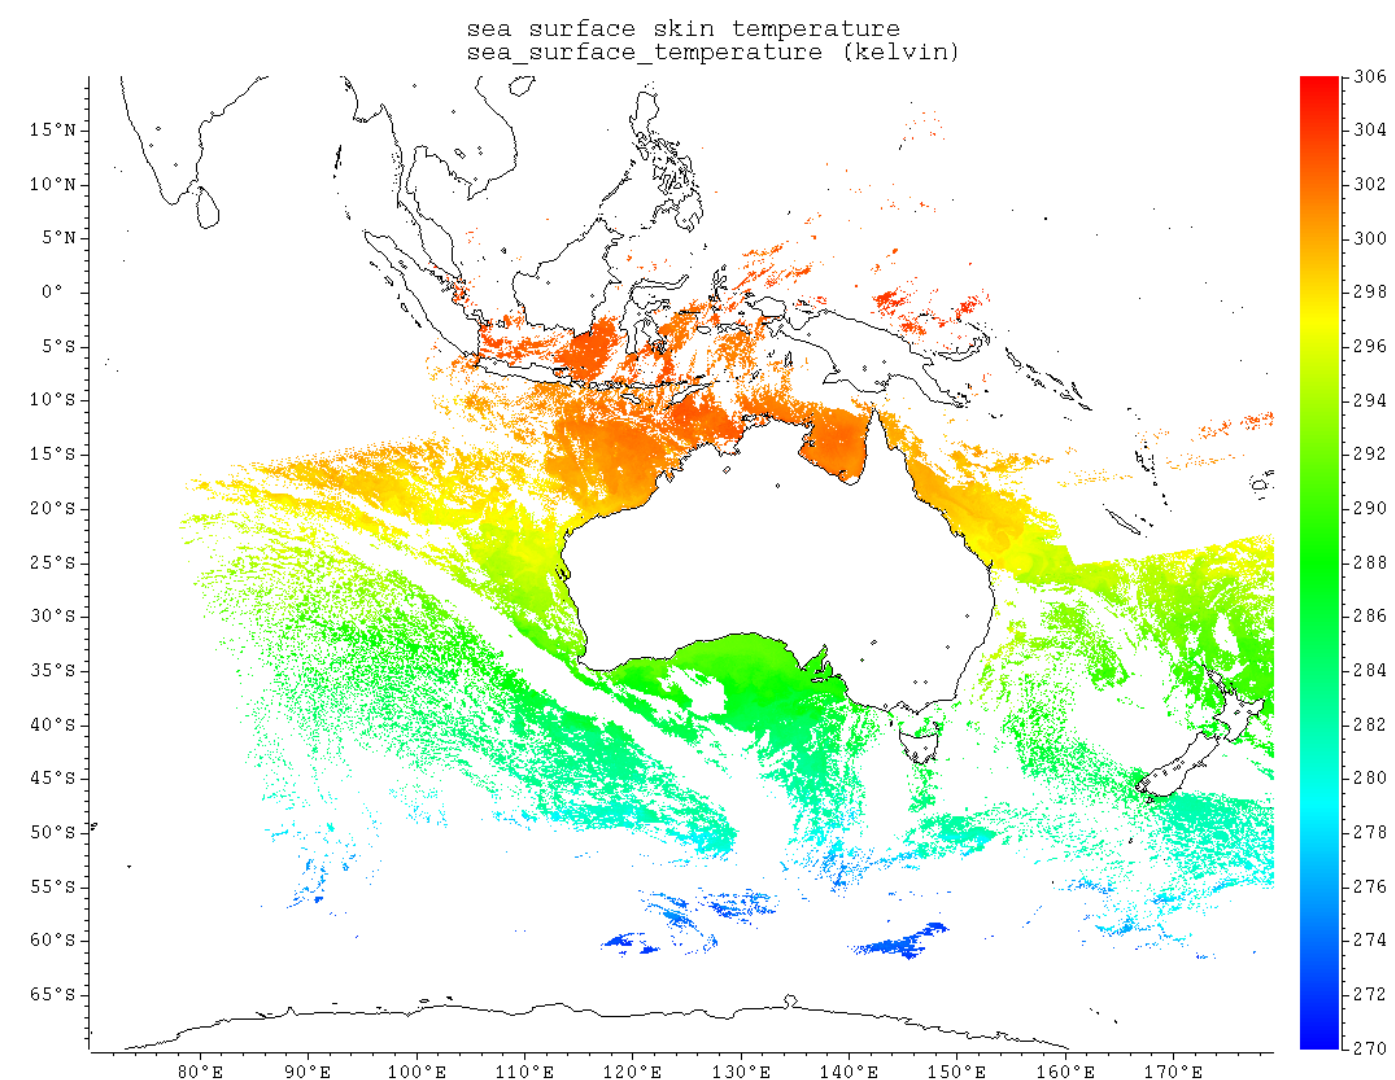 sea surface skin temperature
sea_surface_temperature (kelvin)
306
304
302
300
298
296
294
292
290
288
286
284
282
280
278
276
274
272
270
15°N
10°N
5°N
0°
5°S
10°S
15°S
20°S
25°S
30°S
35°S
40°S
45°S
50°S
55°S
60°S
65°S
80°E 90°E 100°E 110°E 120°E 130°E 140°E 150°E 160°E 170°E